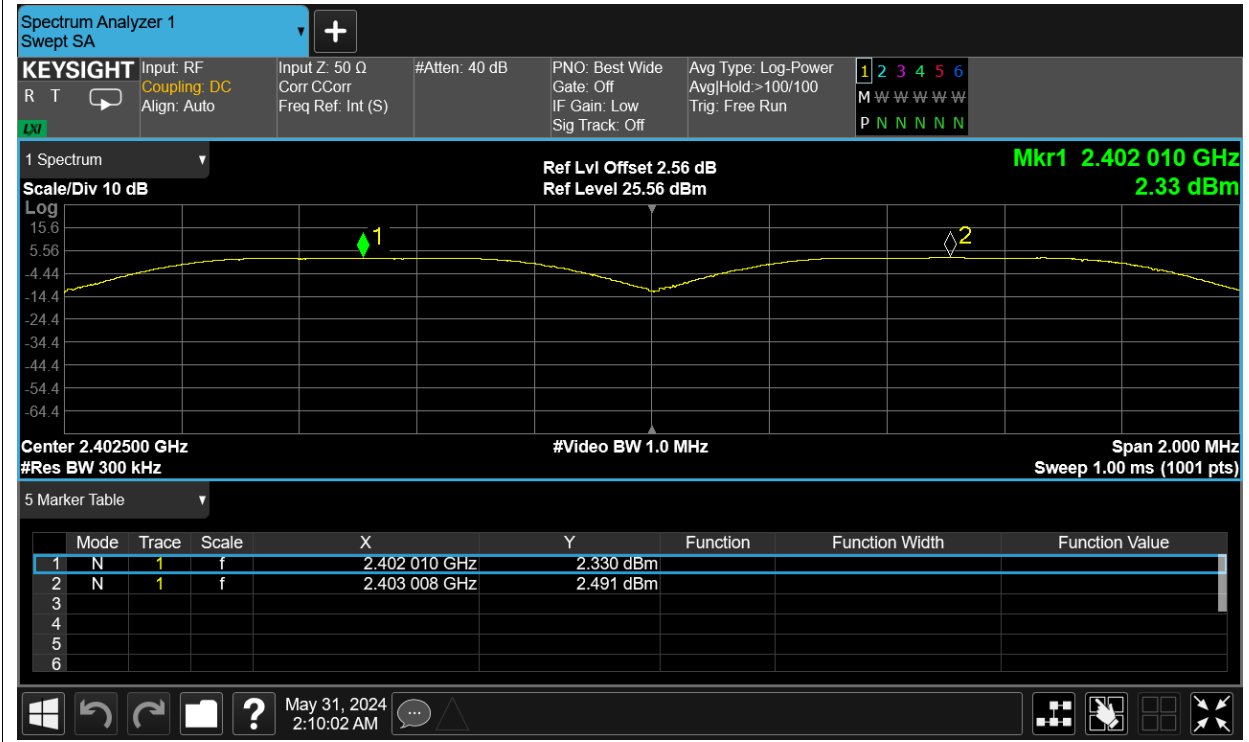 Spectrum Analyzer 1
Swept SA
KEYSIGHT
R T
LXI
Input: RF
Coupling: DC
Align: Auto
Input Z: 50 Ω
Corr CCorr
Freq Ref: Int (S)
#Atten: 40 dB
PNO: Best Wide
Gate: Off
IF Gain: Low
Sig Track: Off
Avg Type: Log-Power
Avg|Hold:>100/100
Trig: Free Run
1 2 3 4 5 6
M W W W W W
P N N N N N
1 Spectrum
Scale/Div 10 dB
Log
Ref Lvl Offset 2.56 dB
Ref Level 25.56 dBm
Mkr1 2.402 010 GHz
2.33 dBm
15.6
5.56
-4.44
-14.4
-24.4
-34.4
-44.4
-54.4
-64.4
1
2
Center 2.402500 GHz
#Res BW 300 kHz
#Video BW 1.0 MHz
Span 2.000 MHz
Sweep 1.00 ms (1001 pts)
5 Marker Table
Mode Trace Scale X Y Function Function Width Function Value
1 N 1 f 2.402 010 GHz 2.330 dBm
2 N 1 f 2.403 008 GHz 2.491 dBm
3
4
5
6
?
May 31, 2024
2:10:02 AM